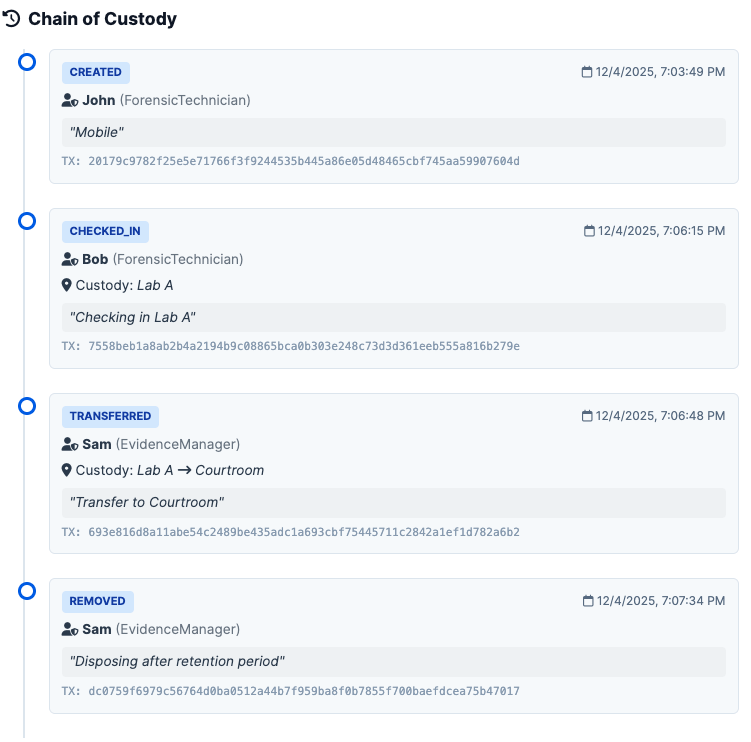 Chain of Custody
CREATED
12/4/2025, 7:03:49 PM
John (ForensicTechnician)
"Mobile"
TX: 20179c9782f25e5e71766f3f9244535b445a86e05d48465cbf745aa59907604d
CHECKED_IN
12/4/2025, 7:06:15 PM
Bob (ForensicTechnician)
Custody: Lab A
"Checking in Lab A"
TX: 7558beb1a8ab2b4a2194b9c08865bca0b303e248c73d3d361eeb555a816b279e
TRANSFERRED
12/4/2025, 7:06:48 PM
Sam (EvidenceManager)
Custody: Lab A → Courtroom
"Transfer to Courtroom"
TX: 693e816d8a11abe54c2489be435adc1a693cbf75445711c2842a1ef1d782a6b2
REMOVED
12/4/2025, 7:07:34 PM
Sam (EvidenceManager)
"Disposing after retention period"
TX: dc0759f6979c56764d0ba0512a44b7f959ba8f0b7855f700baefdcea75b47017